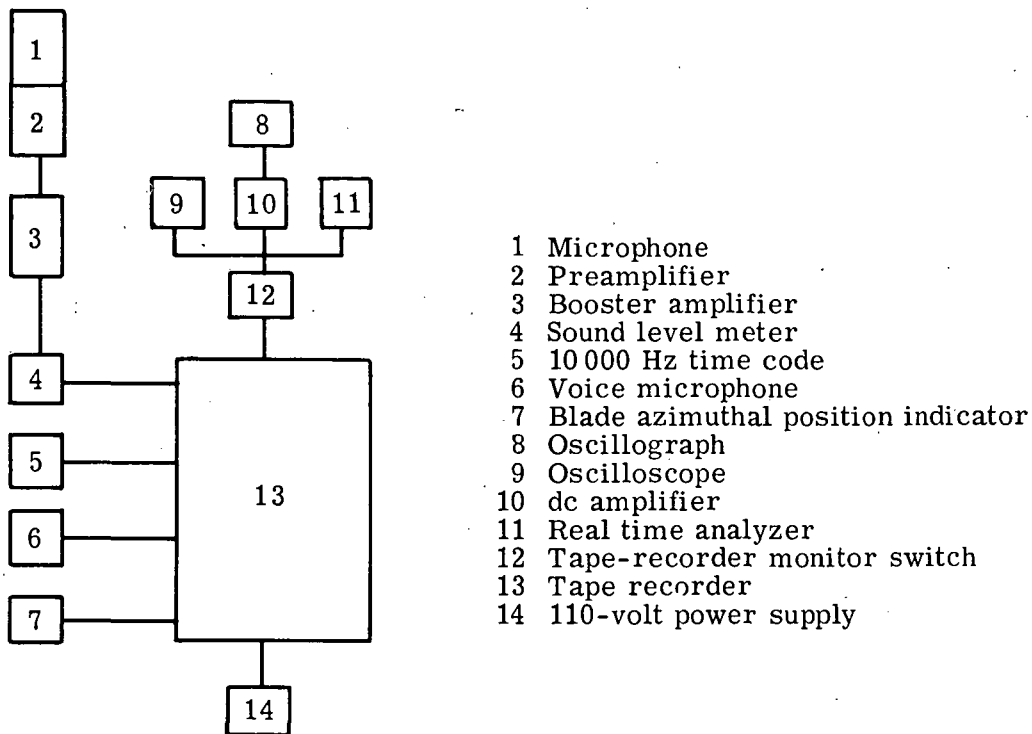 1
2
8
9 10 11
3
12
4
5
13
6
7
14
1 Microphone
2 Preamplifier
3 Booster amplifier
4 Sound level meter
5 10 000 Hz time code
6 Voice microphone
7 Blade azimuthal position indicator
8 Oscillograph
9 Oscilloscope
10 dc amplifier
11 Real time analyzer
12 Tape-recorder monitor switch
13 Tape recorder
14 110-volt power supply